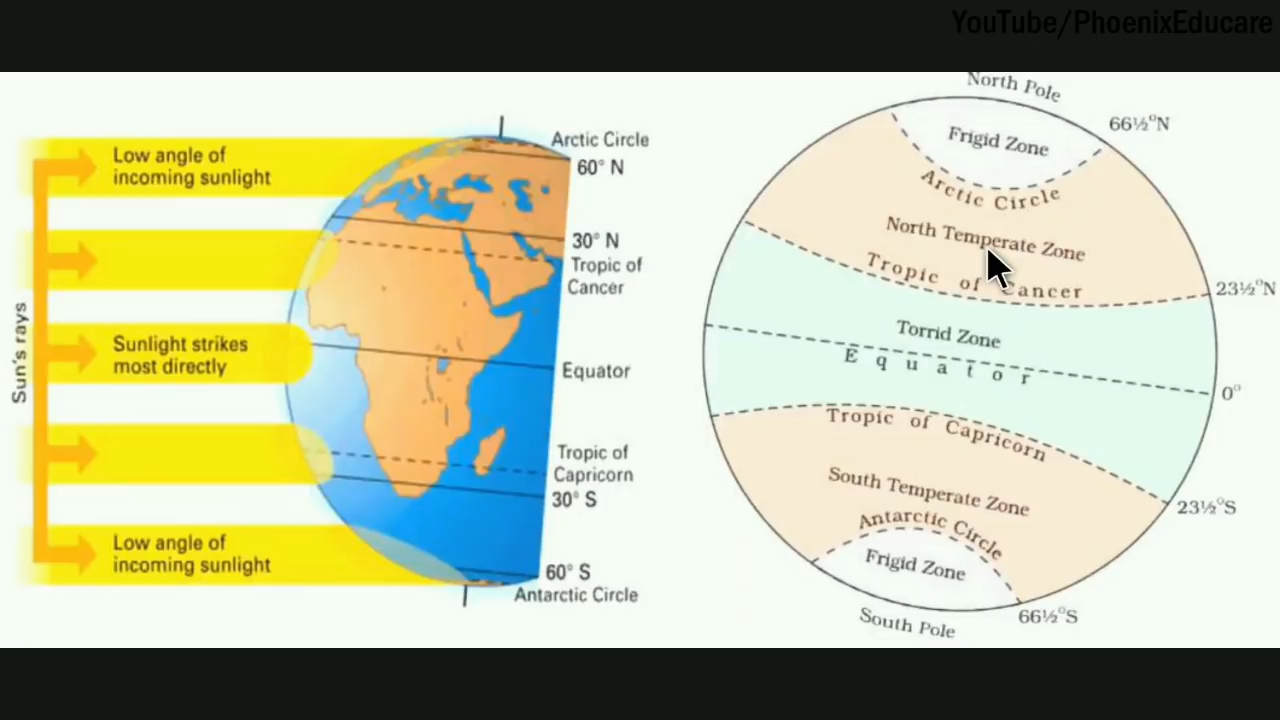 YouTube/PhoenixEducare
Sun's rays
Low angle of
incoming sunlight
Sunlight strikes
most directly
Low angle of
incoming sunlight
Arctic Circle
60° N
30° N
Tropic of
Cancer
Equator
Tropic of
Capricorn
30° S
60° S
Antarctic Circle
North Pole
66½°N
Frigid Zone
Arctic Circle
North Temperate Zone
Tropic of Cancer
23½°N
Torrid Zone
Equator
0°
Tropic of Capricorn
South Temperate Zone
23½°S
Antarctic Circle
Frigid Zone
66½°S
South Pole